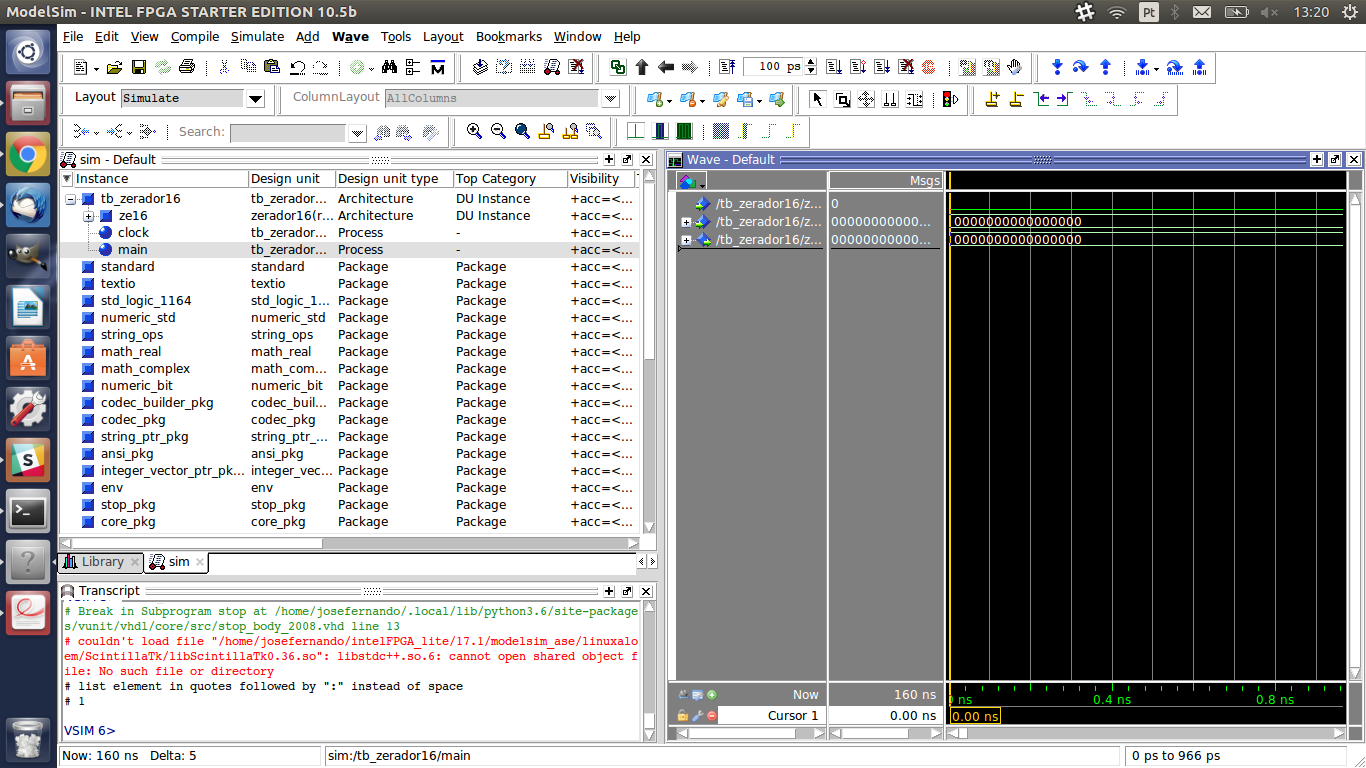 ModelSim - INTEL FPGA STARTER EDITION 10.5b
Pt
13:20
File Edit View Compile Simulate Add Wave Tools Layout Bookmarks Window Help
100 ps
Layout Simulate
ColumnLayout AllColumns
Search:
sim - Default
Instance Design unit Design unit type Top Category Visibility
tb_zerador16 tb_zerador... Architecture DU Instance +acc=<...
ze16 zerador16(r... Architecture DU Instance +acc=<...
clock tb_zerador... Process - +acc=<...
main tb_zerador... Process - +acc=<...
standard standard Package Package +acc=<...
textio textio Package Package +acc=<...
std_logic_1164 std_logic_1... Package Package +acc=<...
numeric_std numeric_std Package Package +acc=<...
string_ops string_ops Package Package +acc=<...
math_real math_real Package Package +acc=<...
math_complex math_com... Package Package +acc=<...
numeric_bit numeric_bit Package Package +acc=<...
codec_builder_pkg codec_buil... Package Package +acc=<...
codec_pkg codec_pkg Package Package +acc=<...
string_ptr_pkg string_ptr_... Package Package +acc=<...
ansi_pkg ansi_pkg Package Package +acc=<...
integer_vector_ptr_pk... integer_vec... Package Package +acc=<...
env env Package Package +acc=<...
stop_pkg stop_pkg Package Package +acc=<...
core_pkg core_pkg Package Package +acc=<...
Library sim
Transcript
# Break in Subprogram stop at /home/josefernando/.local/lib/python3.6/site-package
s/vunit/vhdl/core/src/stop_body_2008.vhd line 13
# couldn't load file "/home/josefernando/intelFPGA_lite/17.1/modelsim_ase/linuxalo
em/ScintillaTk/libScintillaTk0.36.so": libstdc++.so.6: cannot open shared object f
ile: No such file or directory
# list element in quotes followed by ":" instead of space
# 1
VSIM 6>
Wave - Default
Msgs
/tb_zerador16/z... 0
/tb_zerador16/z... 00000000000... 0000000000000000
/tb_zerador16/z... 00000000000... 0000000000000000
Now 160 ns
ns 0.4 ns 0.8 ns
Cursor 1 0.00 ns 0.00 ns
Now: 160 ns Delta: 5
sim:/tb_zerador16/main
0 ps to 966 ps